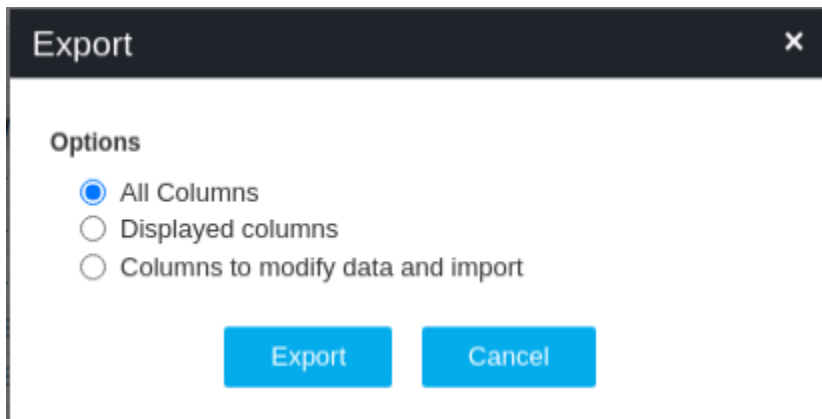 Export
Options
All Columns
Displayed columns
Columns to modify data and import
Export
Cancel